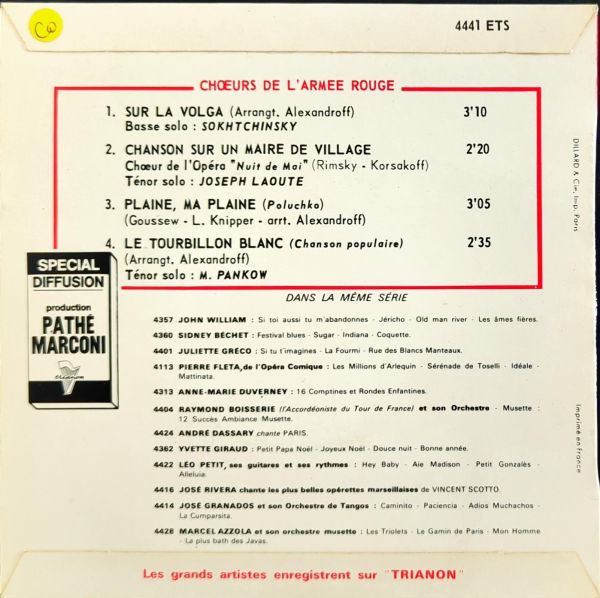 Co
4441 ETS
CHŒURS DE L'ARMEE ROUGE
1. SUR LA VOLGA (Arrangt. Alexandroff) 3'10
Basse solo : SOKHTCHINSKY
2. CHANSON SUR UN MAIRE DE VILLAGE 2'20
Chœur de l'Opéra "Nuit de Mai" (Rimsky - Korsakoff)
Ténor solo : JOSEPH LAOUTE
3. PLAINE, MA PLAINE (Poluchko) 3'05
(Goussew - L. Knipper - arrt. Alexandroff)
4. LE TOURBILLON BLANC (Chanson populaire) 2'35
(Arrangt. Alexandroff)
Ténor solo : M. PANKOW
SPECIAL
DIFFUSION
production
PATHÉ
MARCONI
trianon
DANS LA MÊME SÉRIE
4357 JOHN WILLIAM : Si toi aussi tu m'abandonnes - Jéricho - Old man river - Les âmes fières.
4360 SIDNEY BÉCHET : Festival blues - Sugar - Indiana - Coquette.
4401 JULIETTE GRÉCO : Si tu t'imagines - La Fourmi - Rue des Blancs Manteaux.
4113 PIERRE FLETA, de l'Opéra Comique : Les Millions d'Arlequin - Sérénade de Toselli - Idéale -
Mattinata.
4313 ANNE-MARIE DUVERNEY : 16 Comptines et Rondes Enfantines.
4404 RAYMOND BOISSERIE (l'Accordéoniste du Tour de France) et son Orchestre - Musette :
12 Succès Ambiance Musette.
4424 ANDRÉ DASSARY chante PARIS.
4362 YVETTE GIRAUD : Petit Papa Noël - Joyeux Noël - Douce nuit - Bonne année.
4422 LÉO PETIT, ses guitares et ses rythmes : Hey Baby - Aie Madison - Petit Gonzalès -
Alleluia.
4416 JOSÉ RIVERA chante les plus belles opérettes marseillaises de VINCENT SCOTTO.
4414 JOSÉ GRANADOS et son Orchestre de Tangos : Caminito - Paciencia - Adios Muchachos -
La Cumparsita.
4428 MARCEL AZZOLA et son orchestre musette : Les Triolets - Le Gamin de Paris - Mon Homme
- La plus bath des Javas.
Les grands artistes enregistrent sur "TRIANON"
DILLARD & Cie, Imp. Paris
Imprimé en France